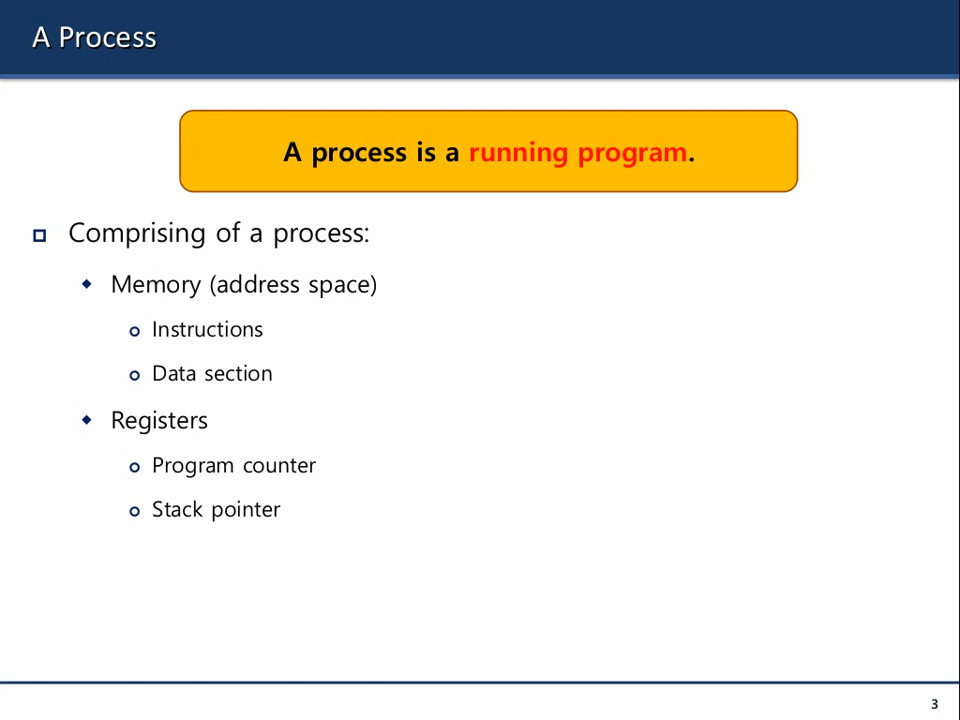 A Process
A process is a running program.
Comprising of a process:
Memory (address space)
Instructions
Data section
Registers
Program counter
Stack pointer
3